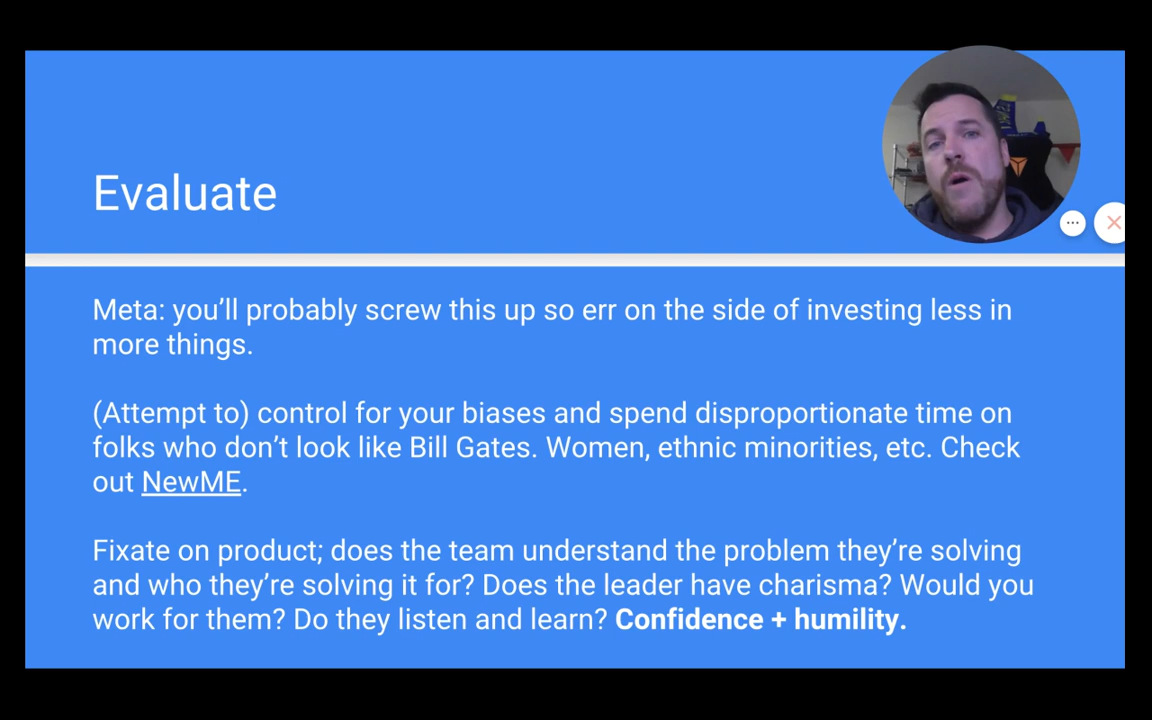 Evaluate
Meta: you’ll probably screw this up so err on the side of investing less in
more things.
(Attempt to) control for your biases and spend disproportionate time on
folks who don’t look like Bill Gates. Women, ethnic minorities, etc. Check
out NewME.
Fixate on product; does the team understand the problem they’re solving
and who they’re solving it for? Does the leader have charisma? Would you
work for them? Do they listen and learn? Confidence + humility.